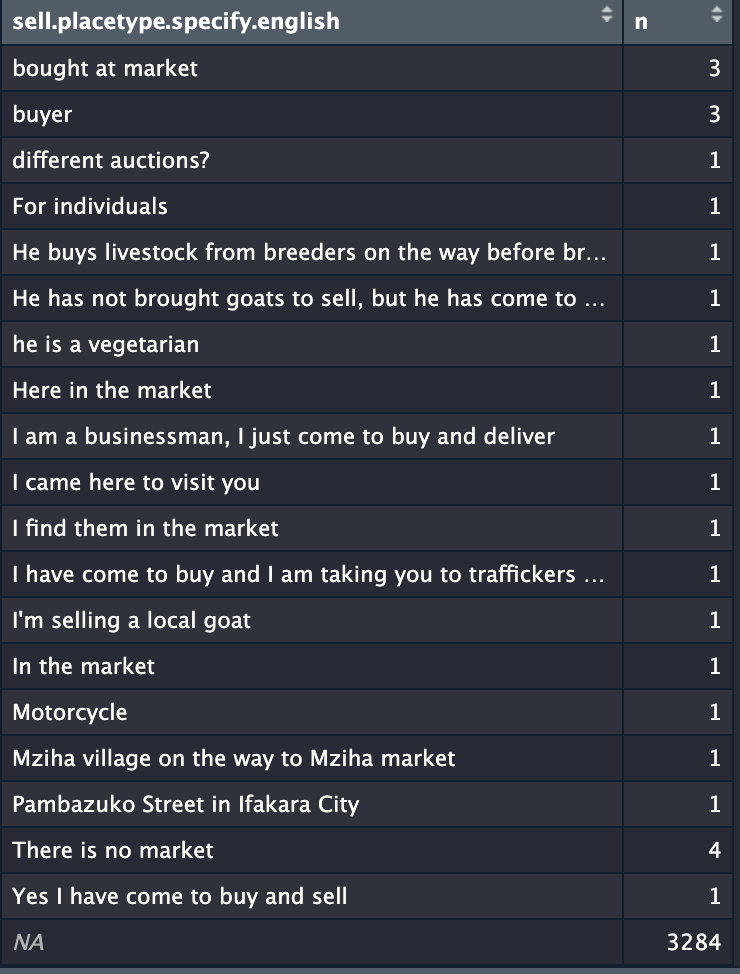 sell.placetype.specify.english n
bought at market 3
buyer 3
different auctions? 1
For individuals 1
He buys livestock from breeders on the way before br... 1
He has not brought goats to sell, but he has come to ... 1
he is a vegetarian 1
Here in the market 1
I am a businessman, I just come to buy and deliver 1
I came here to visit you 1
I find them in the market 1
I have come to buy and I am taking you to traffickers ... 1
I'm selling a local goat 1
In the market 1
Motorcycle 1
Mziha village on the way to Mziha market 1
Pambazuko Street in Ifakara City 1
There is no market 4
Yes I have come to buy and sell 1
NA 3284